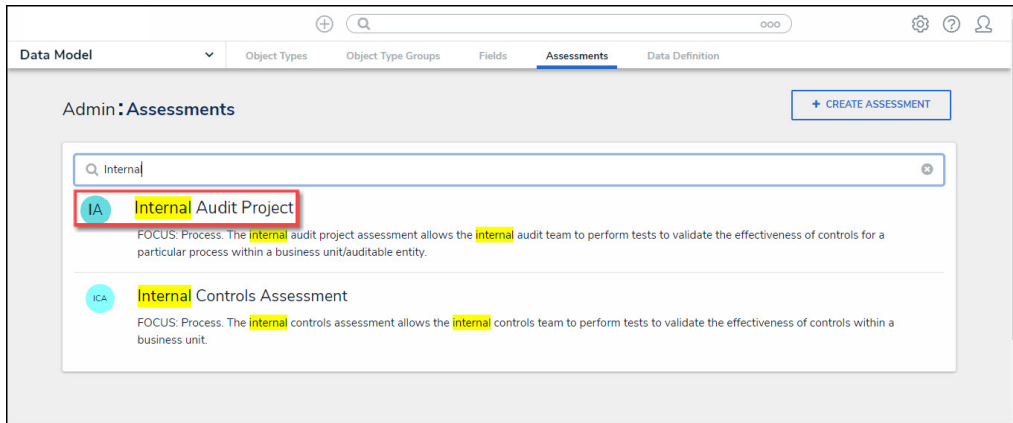 ooo
Data Model
Object Types
Object Type Groups
Fields
Assessments
Data Definition
Admin:Assessments
+ CREATE ASSESSMENT
Internal
IA
Internal Audit Project
FOCUS: Process. The internal audit project assessment allows the internal audit team to perform tests to validate the effectiveness of controls for a
particular process within a business unit/auditable entity.
ICA
Internal Controls Assessment
FOCUS: Process. The internal controls assessment allows the internal controls team to perform tests to validate the effectiveness of controls within a
business unit.